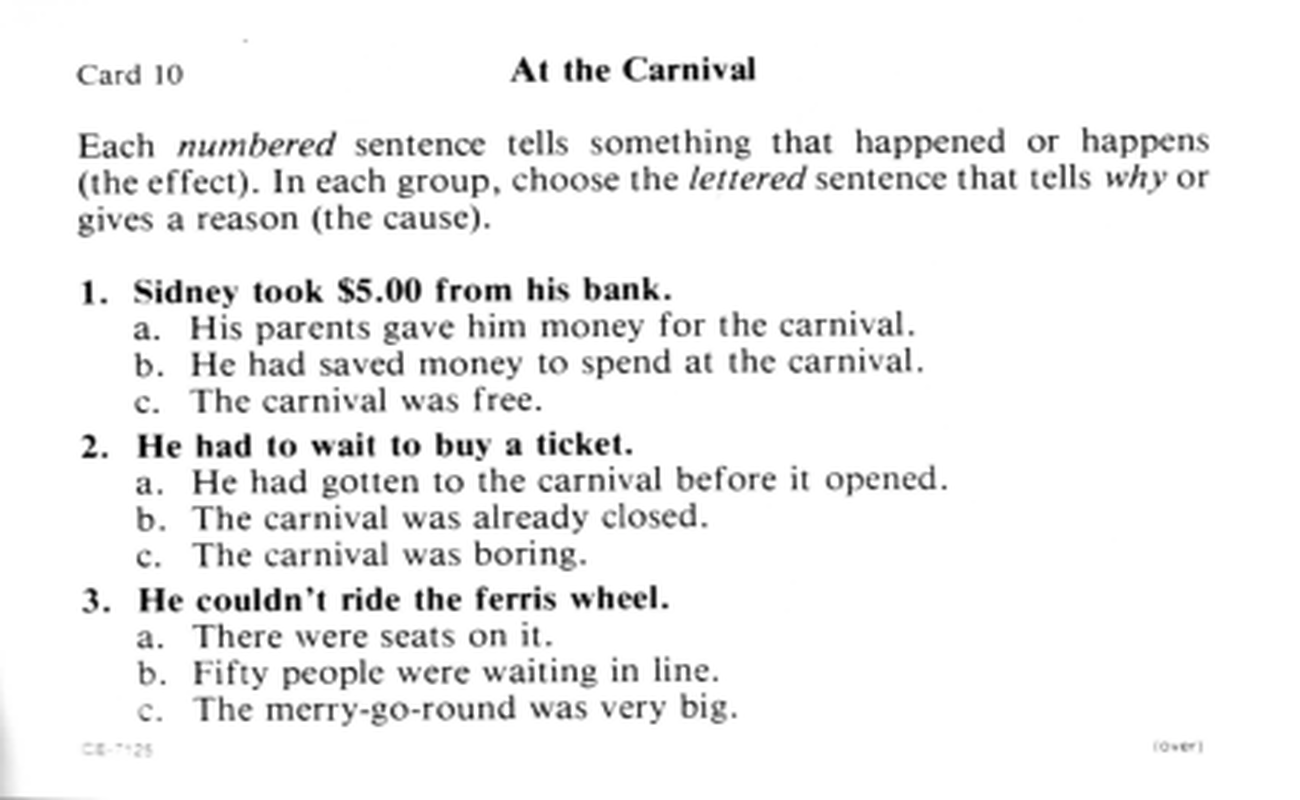 Card 10
At the Carnival
Each numbered sentence tells something that happened or happens
(the effect). In each group, choose the lettered sentence that tells why or
gives a reason (the cause).
1. Sidney took $5.00 from his bank.
a. His parents gave him money for the carnival.
b. He had saved money to spend at the carnival.
c. The carnival was free.
2. He had to wait to buy a ticket.
a. He had gotten to the carnival before it opened.
b. The carnival was already closed.
c. The carnival was boring.
3. He couldn't ride the ferris wheel.
a. There were seats on it.
b. Fifty people were waiting in line.
c. The merry-go-round was very big.
(over)